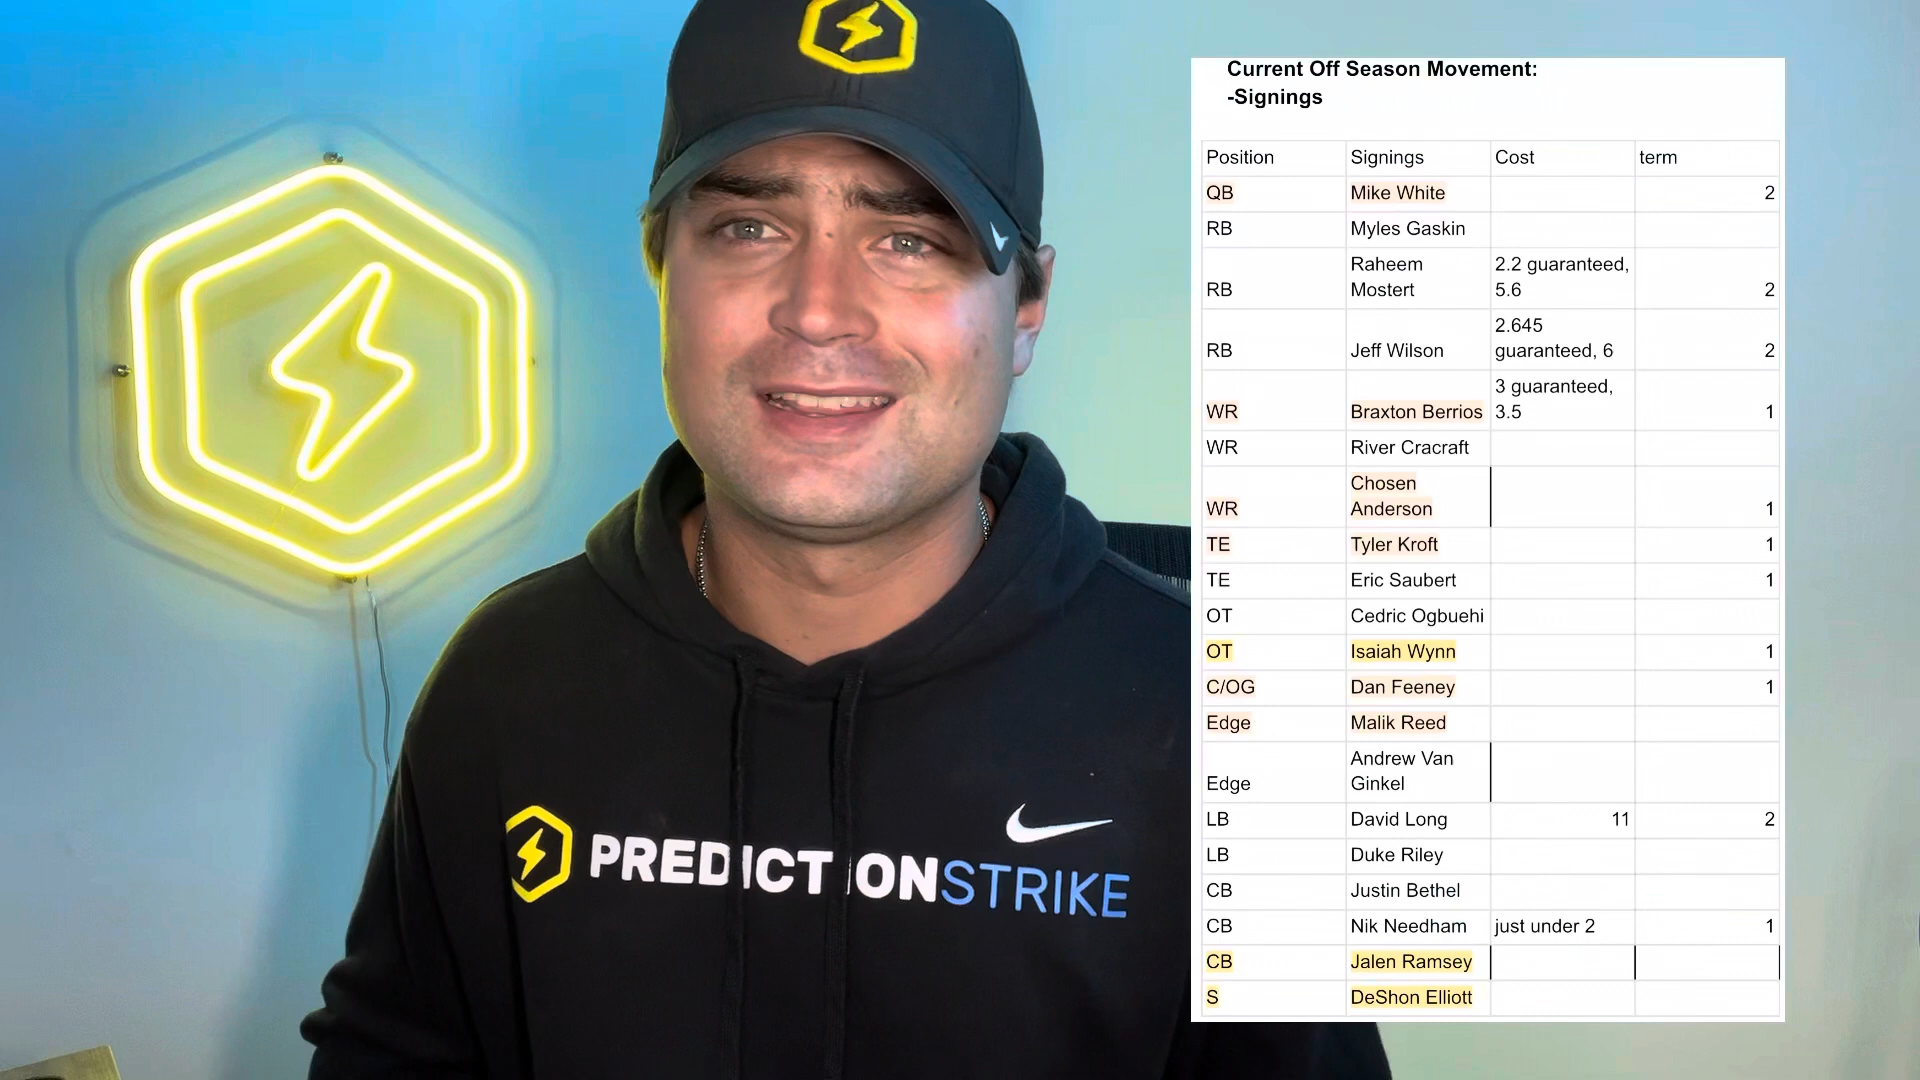 PREDICTIONSTRIKE
Current Off Season Movement:
-Signings
Position Signings Cost term
QB Mike White 2
RB Myles Gaskin
RB Raheem Mostert 2.2 guaranteed, 5.6 2
RB Jeff Wilson 2.645 guaranteed, 6 2
WR Braxton Berrios 3 guaranteed, 3.5 1
WR River Cracraft
WR Chosen Anderson 1
TE Tyler Kroft 1
TE Eric Saubert 1
OT Cedric Ogbuehi
OT Isaiah Wynn 1
C/OG Dan Feeney 1
Edge Malik Reed
Edge Andrew Van Ginkel
LB David Long 11 2
LB Duke Riley
CB Justin Bethel
CB Nik Needham just under 2 1
CB Jalen Ramsey
S DeShon Elliott